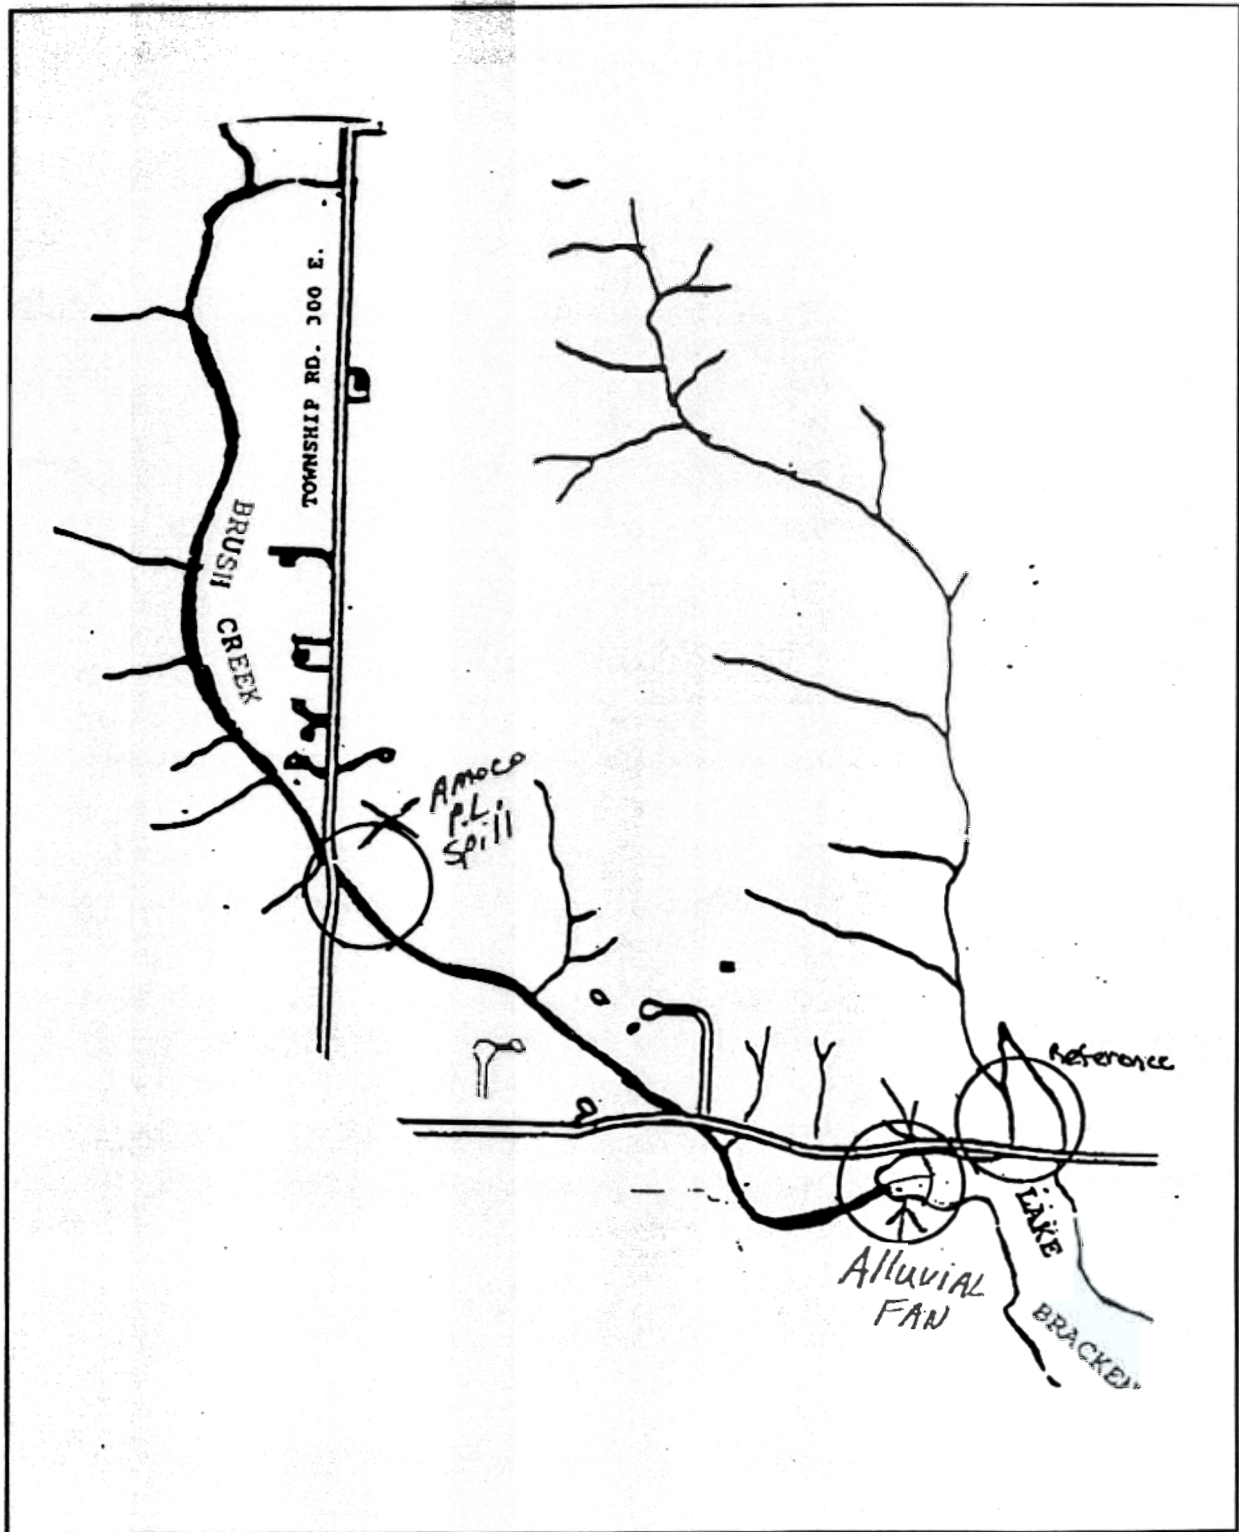 TOWNSHIP RD. 300 E.
BRUSH
CREEK
Amoco
P.L.
Spill
Reference
LAKE
BRACKEN
Alluvial
FAN